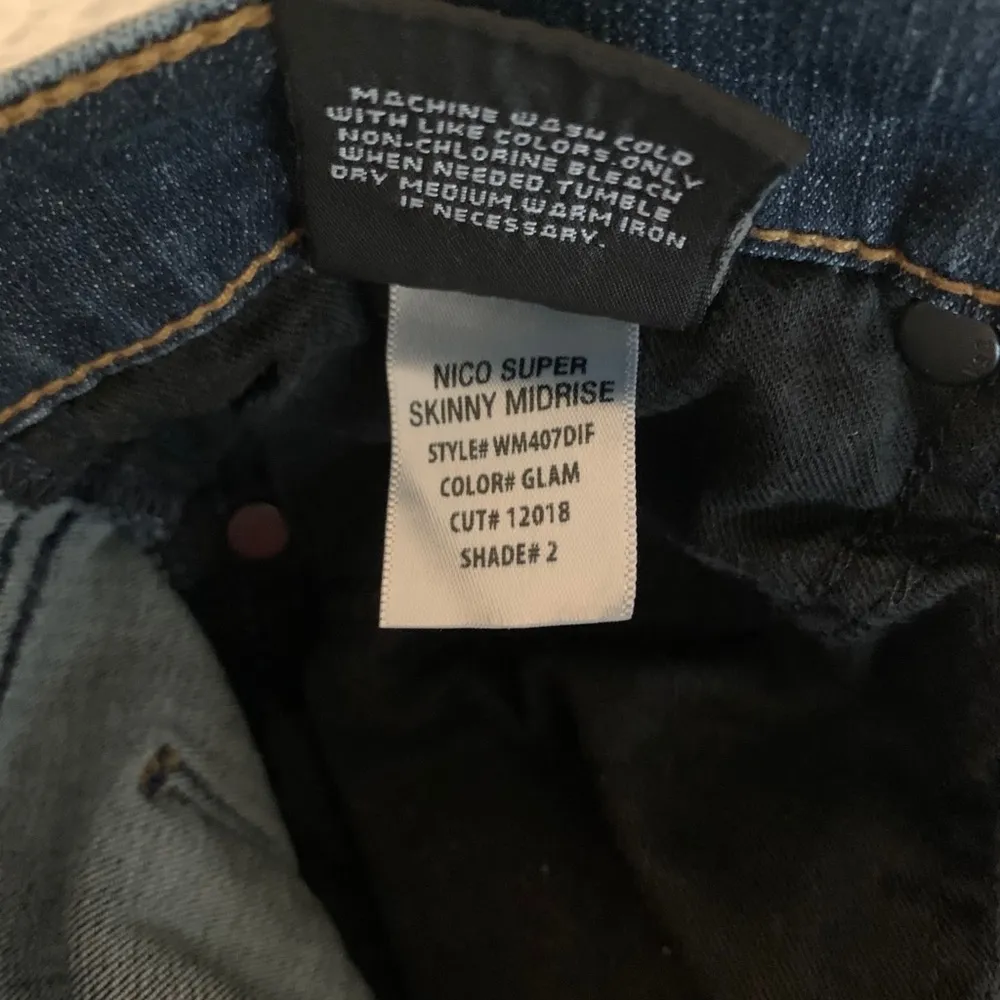 MACHINE WASH COLD
WITH LIKE COLORS.ONLY
NON-CHLORINE BLEACH
WHEN NEEDED.TUMBLE
DRY MEDIUM.WARM IRON
IF NECESSARY.
NICO SUPER
SKINNY MIDRISE
STYLE# WM407DIF
COLOR# GLAM
CUT# 12018
SHADE# 2